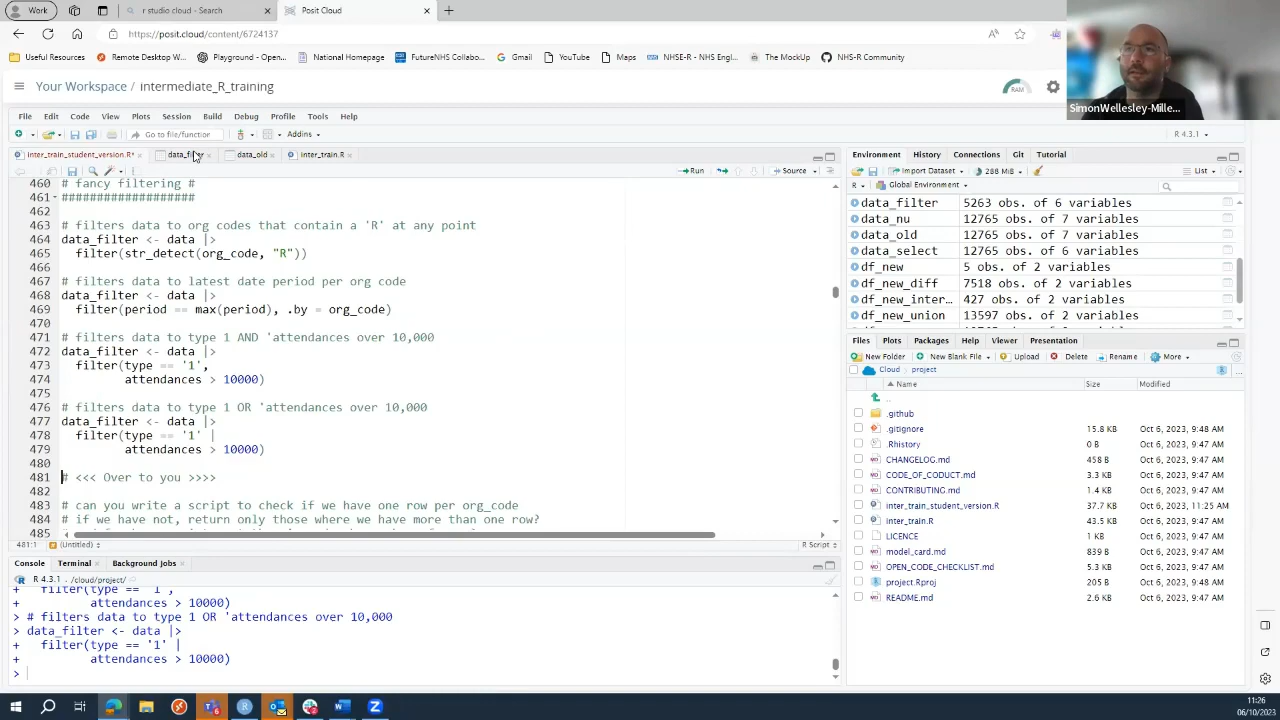 Work
r studio cloud - Search
Posit Cloud
https://posit.cloud/content/6724137
Useful Resources
Remote Desktop We...
Playground - Open...
National Homepage
FutureNHS Collabo...
Gmail
YouTube
Maps
NHSE-R - NHS Engl...
The MockUp
NHS-R Community
Your Workspace / intermediate_R_training
RAM
SimonWellesley-Mille...
File Edit Code View Plots Session Build Debug Profile Tools Help
Go to file/function
Addins
R 4.3.1
inter_train_student_version.R*
data_filter
data_old
inter_train.R
Run
Source
460 # fancy filtering #
461 ###################
462
463 # filters data to org codes that contain a 'R' at any point
464 data_filter <- data |>
465 filter(str_detect(org_code, "R"))
466
467 # filters data to latest date period per org code
468 data_filter <- data |>
469 filter(period == max(period), .by = org_code)
470
471 # filters data to type 1 AND 'attendances over 10,000
472 data_filter <- data |>
473 filter(type == '1',
474 attendances > 10000)
475
476 # filters data to type 1 OR 'attendances over 10,000
477 data_filter <- data |>
478 filter(type == '1' |
479 attendances > 10000)
480
481 # <<< Over to you >>>>
482
483 # can you write a script to check if we have one row per org_code
484 # if we have not, return only those where we have more than one row?
485
481:1 (Untitled)
R Script
Console Terminal Background Jobs
R 4.3.1 . /cloud/project/
+ filter(type == '1',
+ attendances > 10000)
> # filters data to type 1 OR 'attendances over 10,000
> data_filter <- data |>
+ filter(type == '1' |
+ attendances > 10000)
>
Environment History Connections Git Tutorial
Import Dataset
288 MiB
List
R
Global Environment
data_filter 5263 obs. of 6 variables
data_nu 12765 obs. of 7 variables
data_old 12765 obs. of 7 variables
data_select 12765 obs. of 6 variables
df_new 5 obs. of 2 variables
df_new_diff 7518 obs. of 2 variables
df_new_inter... 427 obs. of 2 variables
df_new_union 13597 obs. of 2 variables
Files Plots Packages Help Viewer Presentation
New Folder New Blank File Upload Delete Rename More
Cloud project
Name Size Modified
..
.github
.gitignore 15.8 KB Oct 6, 2023, 9:48 AM
.Rhistory 0 B Oct 6, 2023, 9:48 AM
CHANGELOG.md 458 B Oct 6, 2023, 9:47 AM
CODE_OF_CODUCT.md 3.3 KB Oct 6, 2023, 9:47 AM
CONTRIBUTING.md 1.4 KB Oct 6, 2023, 9:47 AM
inter_train_student_version.R 37.7 KB Oct 6, 2023, 11:25 AM
inter_train.R 43.5 KB Oct 6, 2023, 9:47 AM
LICENCE 1 KB Oct 6, 2023, 9:47 AM
model_card.md 839 B Oct 6, 2023, 9:47 AM
OPEN_CODE_CHECKLIST.md 5.3 KB Oct 6, 2023, 9:47 AM
project.Rproj 205 B Oct 6, 2023, 9:48 AM
README.md 2.6 KB Oct 6, 2023, 9:47 AM
11:26
06/10/2023